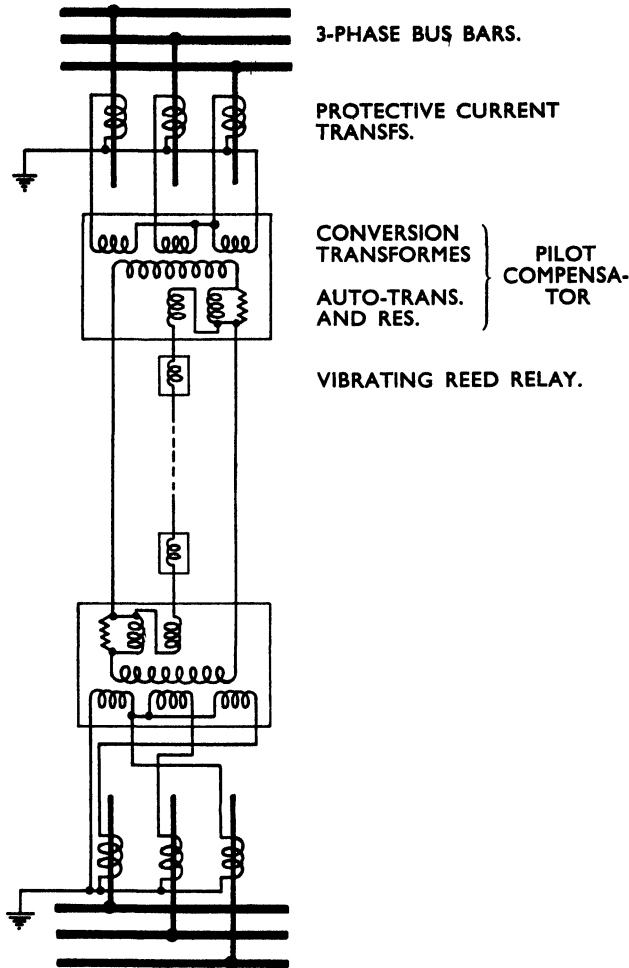 3-PHASE BUS BARS.
PROTECTIVE CURRENT
TRANSFS.
CONVERSION
TRANSFORMES
AUTO-TRANS.
AND RES.
PILOT
COMPENSA-
TOR
VIBRATING REED RELAY.